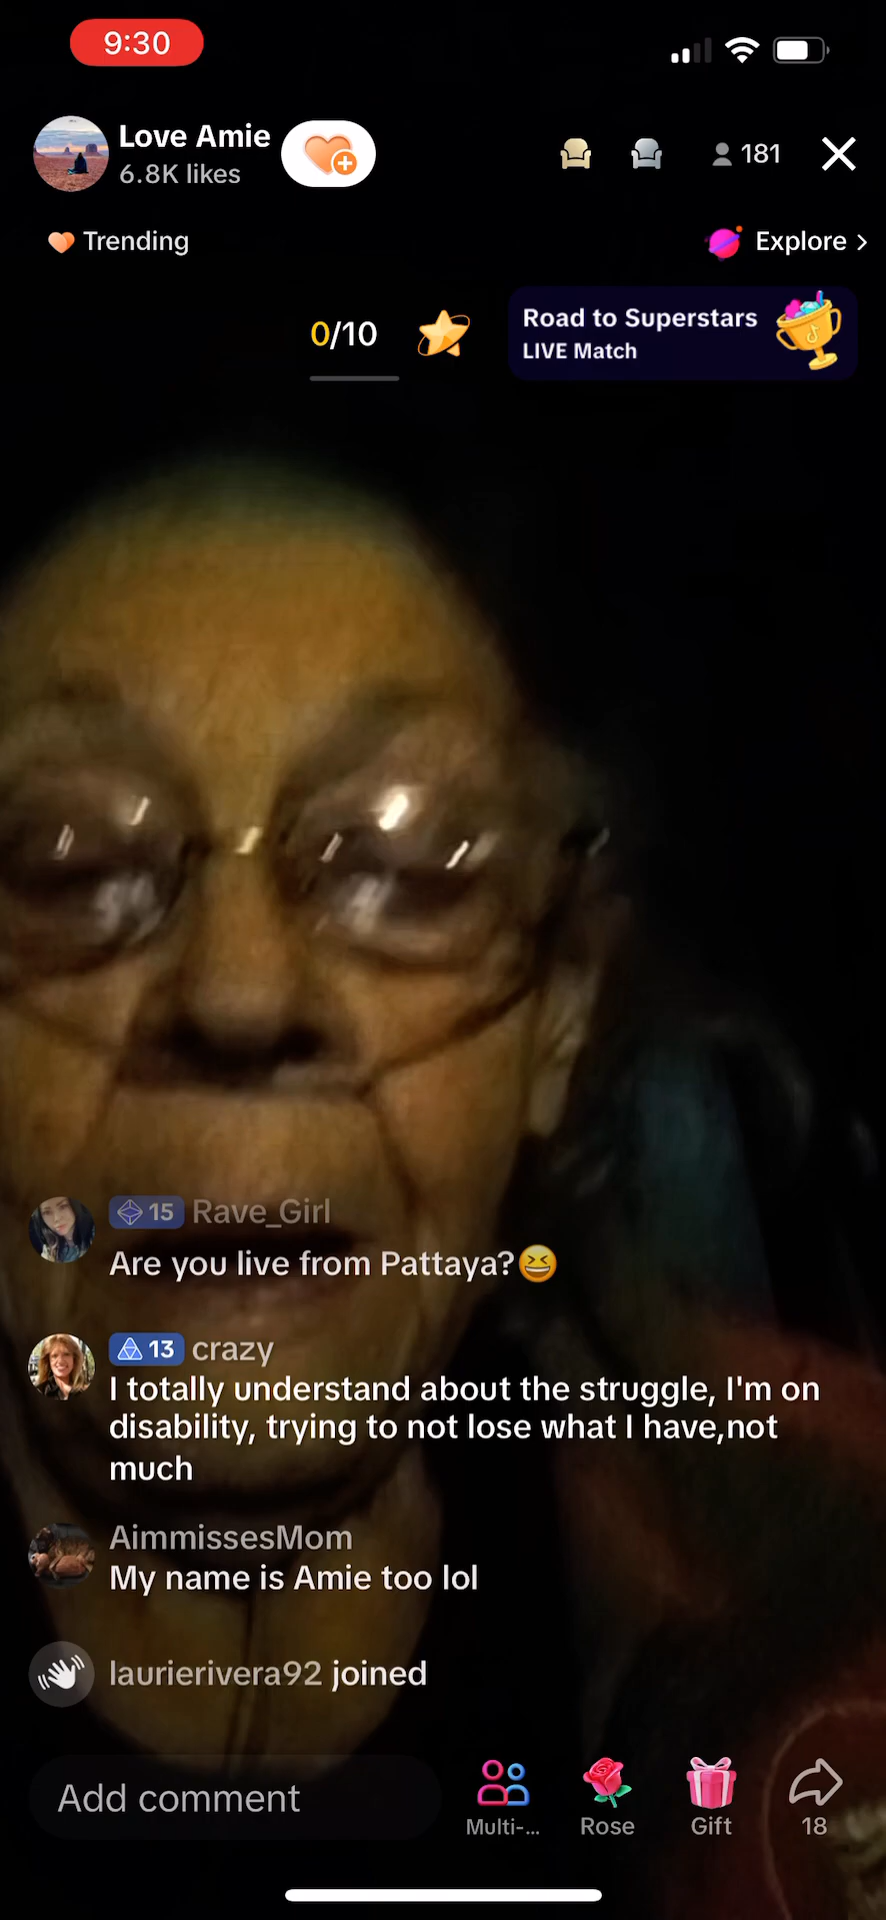 9:30
Love Amie
6.8K likes
181
Trending
Explore >
0/10
Road to Superstars
LIVE Match
15 Rave_Girl
Are you live from Pattaya?😆
13 crazy
I totally understand about the struggle, I'm on
disability, trying to not lose what I have,not
much
AimmissesMom
My name is Amie too lol
laurierivera92 joined
Add comment
Multi-...
Rose
Gift
18